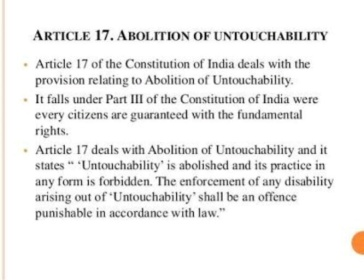 ARTICLE 17. ABOLITION OF UNTOUCHABILITY
• Article 17 of the Constitution of India deals with the
provision relating to Abolition of Untouchability.
• It falls under Part III of the Constitution of India were
every citizens are guaranteed with the fundamental
rights.
• Article 17 deals with Abolition of Untouchability and it
states “ ‘Untouchability’ is abolished and its practice in
any form is forbidden. The enforcement of any disability
arising out of ‘Untouchability’ shall be an offence
punishable in accordance with law.”